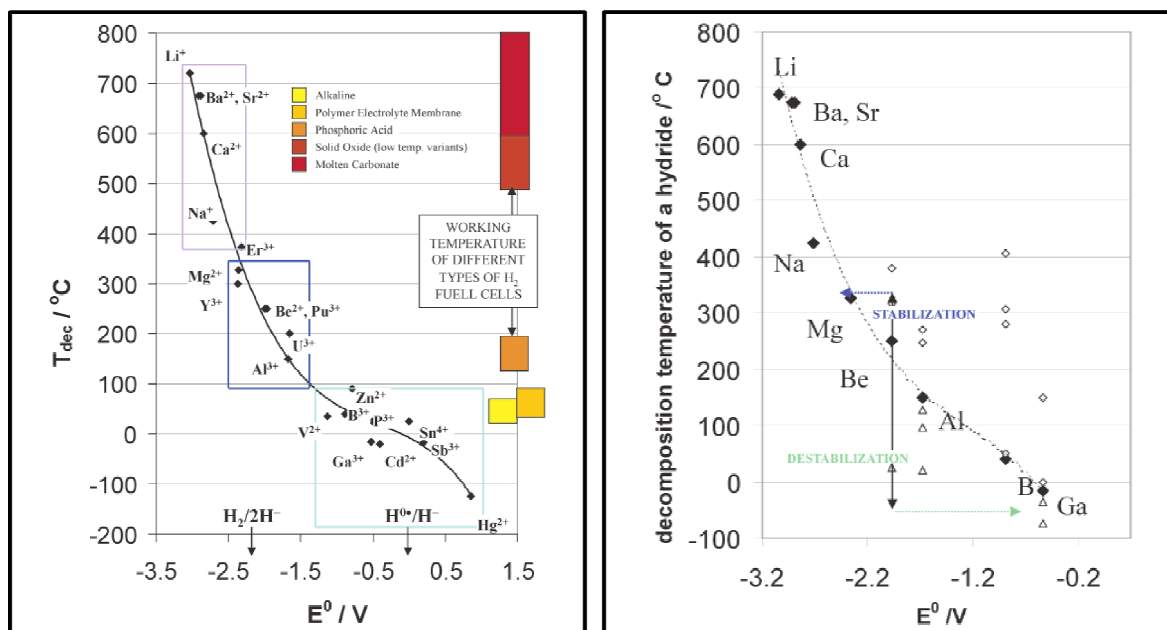 800
700
600
500
400
300
200
100
0
-100
-200
T_dec / °C
Li⁺
Ba²⁺, Sr²⁺
Ca²⁺
Na⁺
Er³⁺
Mg²⁺
Y³⁺
Be²⁺, Pu³⁺
U³⁺
Al³⁺
Zn²⁺
B³⁺
P³⁺
V²⁺
Sn⁴⁺
Sb³⁺
Ga³⁺
Cd²⁺
Hg²⁺
Alkaline
Polymer Electrolyte Membrane
Phosphoric Acid
Solid Oxide (low temp. variants)
Molten Carbonate
WORKING
TEMPERATURE
OF DIFFERENT
TYPES OF H₂
FUELL CELLS
H₂/2H⁻
H⁰•/H⁻
-3.5 -2.5 -1.5 -0.5 0.5 1.5
E⁰ / V
800
700
600
500
400
300
200
100
0
-100
decomposition temperature of a hydride /° C
Li
Ba, Sr
Ca
Na
Mg
STABILIZATION
Be
Al
DESTABILIZATION
B
Ga
-3.2 -2.2 -1.2 -0.2
E⁰ /V